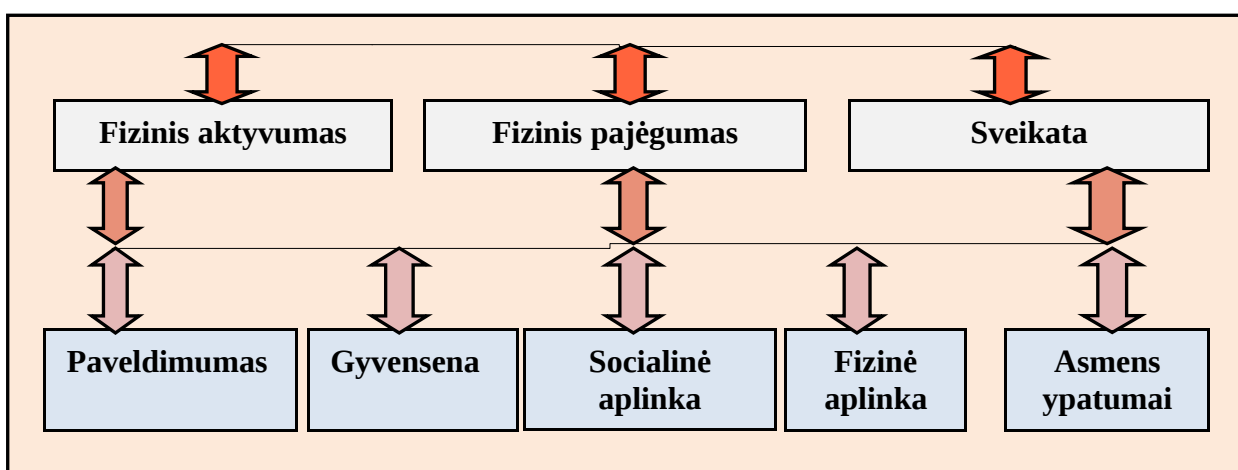 Fizinis aktyvumas
Fizinis pajėgumas
Sveikata
Paveldimumas
Gyvensena
Socialinė
aplinka
Fizinė
aplinka
Asmens
ypatumai